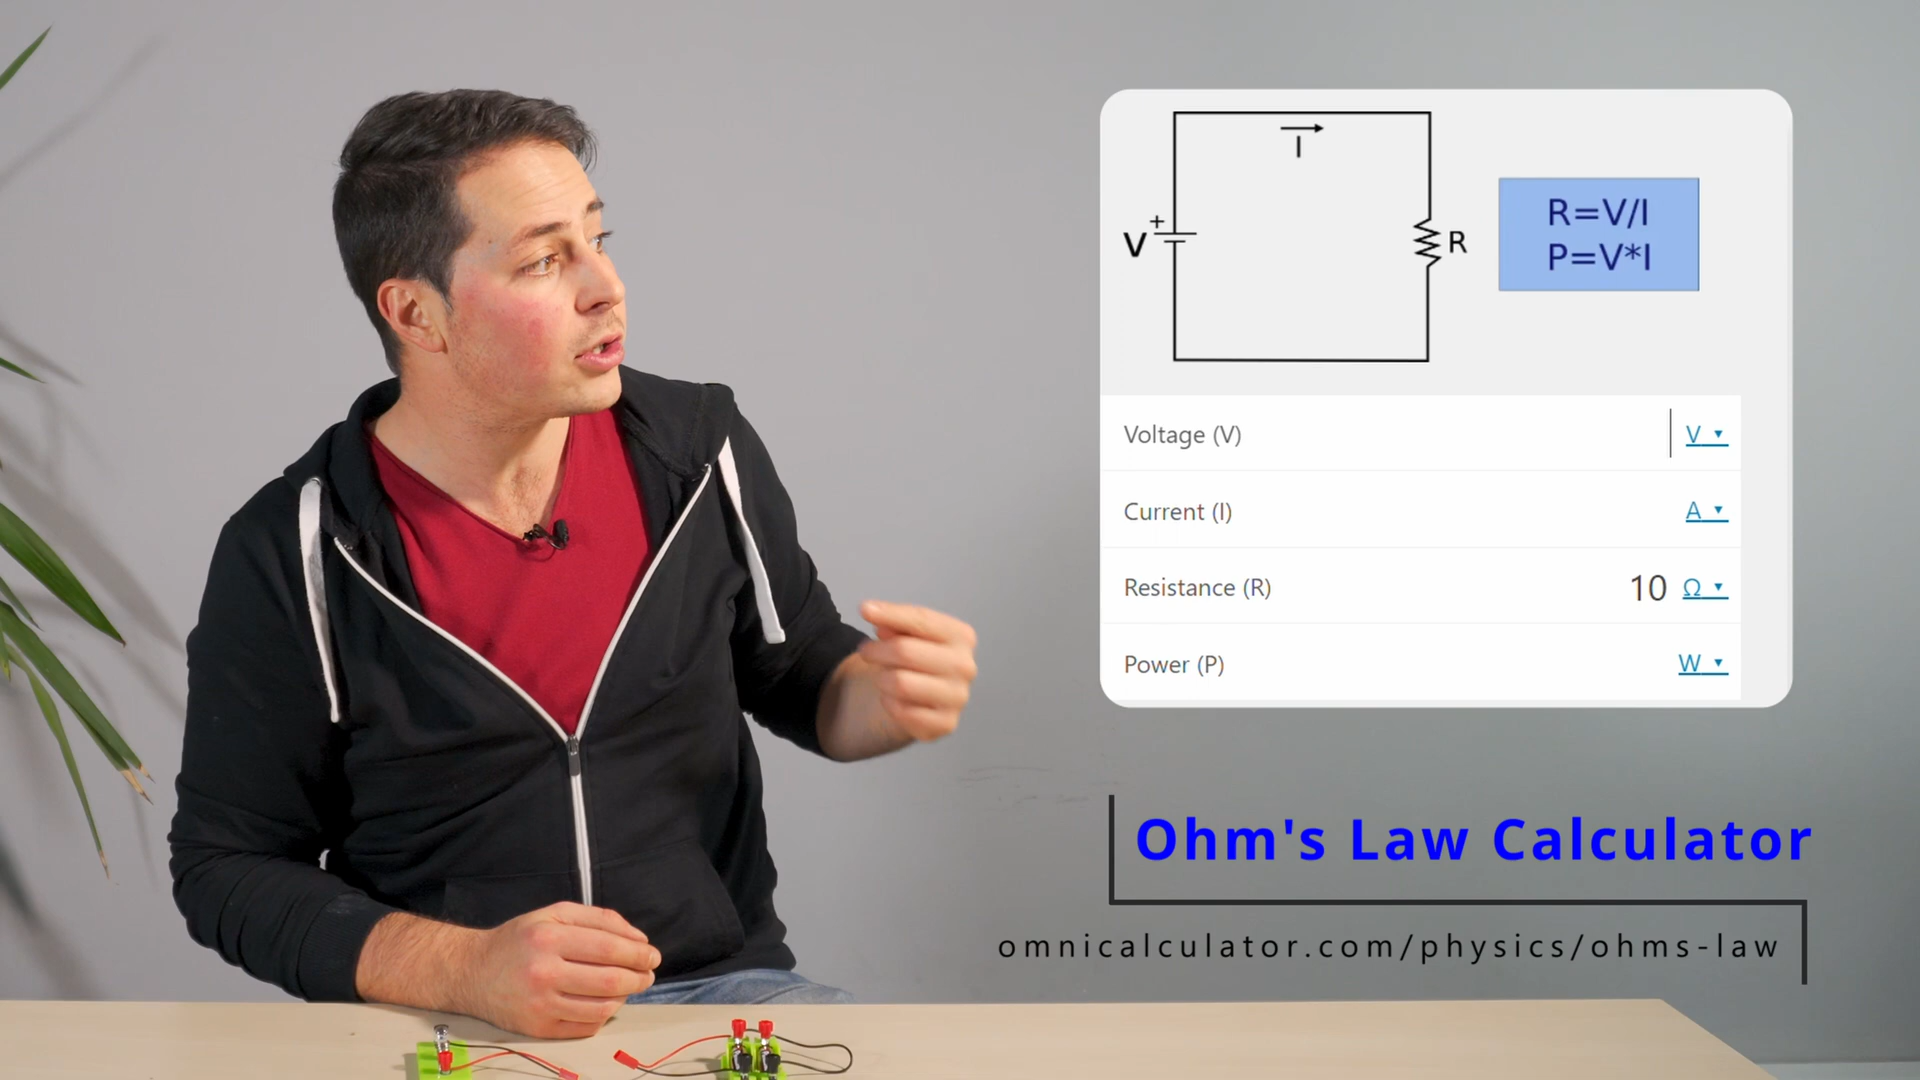 I
+
V
R
R=V/I
P=V*I
Voltage (V) V
Current (I) A
Resistance (R) 10 Ω
Power (P) W
Ohm's Law Calculator
omnicalculator.com/physics/ohms-law